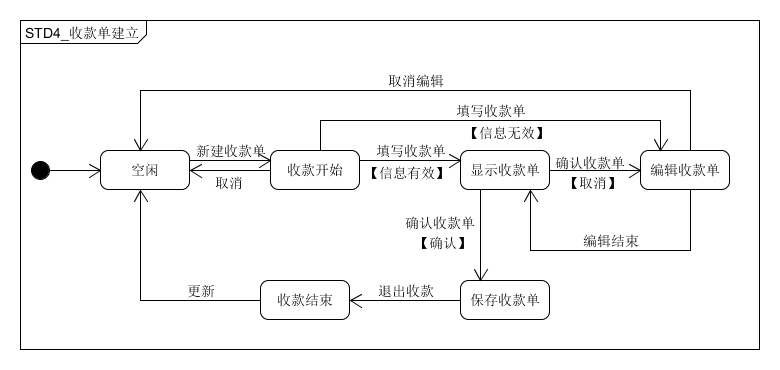 STD4_收款单建立
取消编辑
填写收款单
【信息无效】
新建收款单
填写收款单
确认收款单
空闲
收款开始
显示收款单
编辑收款单
取消
【信息有效】
【取消】
确认收款单
【确认】
编辑结束
更新
退出收款
收款结束
保存收款单